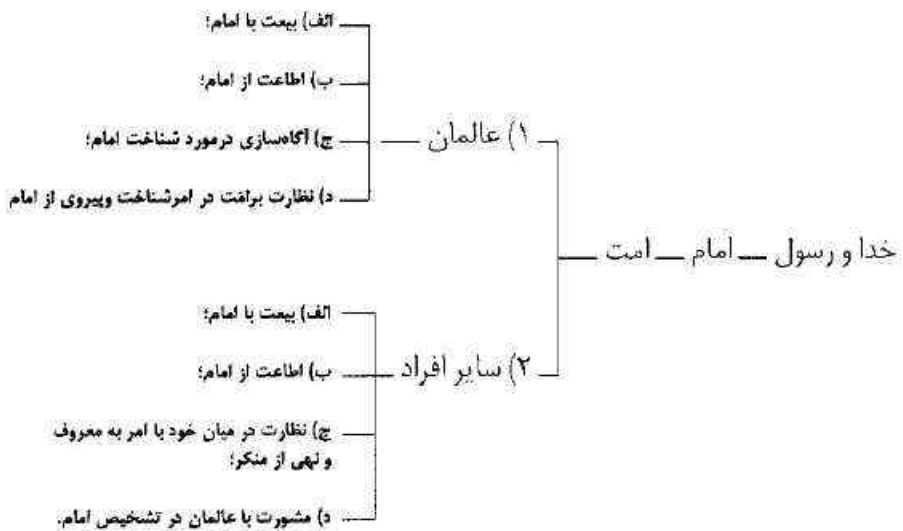 خدا و رسول — امام — امت
۱) عالمان
الف) بیعت با امام؛
ب) اطاعت از امام؛
ج) آگاه‌سازی درمورد شناخت امام؛
د) نظارت برامّت در امرشناخت وپیروی از امام
۲) سایر افراد
الف) بیعت با امام؛
ب) اطاعت از امام؛
ج) نظارت در میان خود با امر به معروف
و نهی از منکر؛
د) مشورت با عالمان در تشخیص امام.